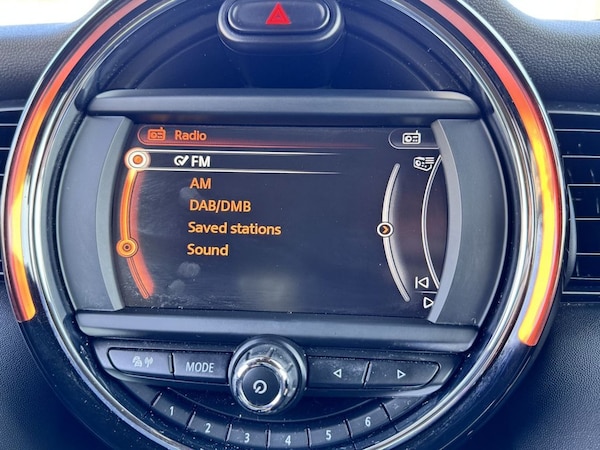 Radio
FM
AM
DAB/DMB
Saved stations
Sound
MODE
1 2 3 4 5 6